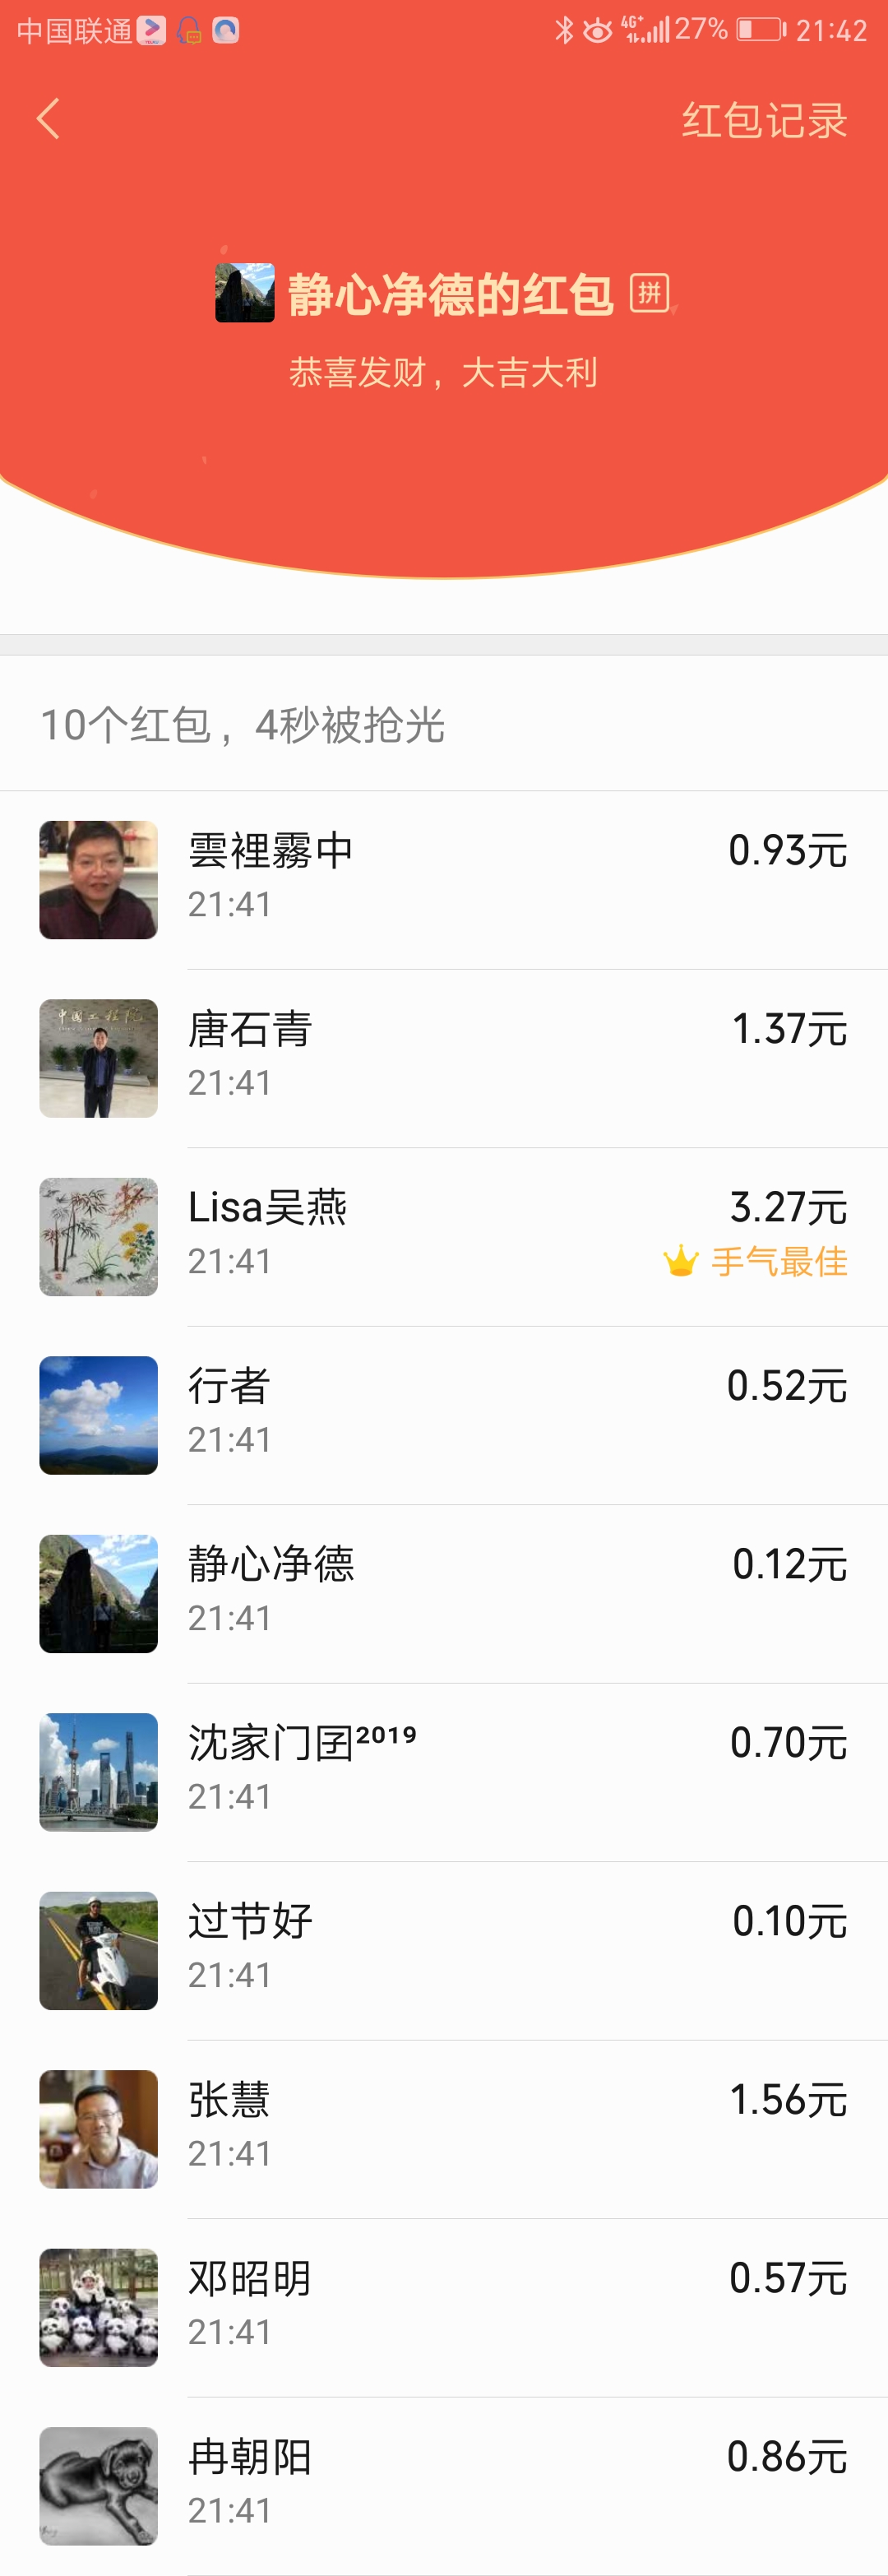 中国联通 4G+ 27% 21:42
红包记录
静心净德的红包 拼
恭喜发财，大吉大利
10个红包，4秒被抢光
雲裡霧中 0.93元
21:41
唐石青 1.37元
21:41
中國工程院
Lisa吴燕 3.27元
21:41 手气最佳
行者 0.52元
21:41
静心净德 0.12元
21:41
沈家门囝²⁰¹⁹ 0.70元
21:41
过节好 0.10元
21:41
张慧 1.56元
21:41
邓昭明 0.57元
21:41
冉朝阳 0.86元
21:41